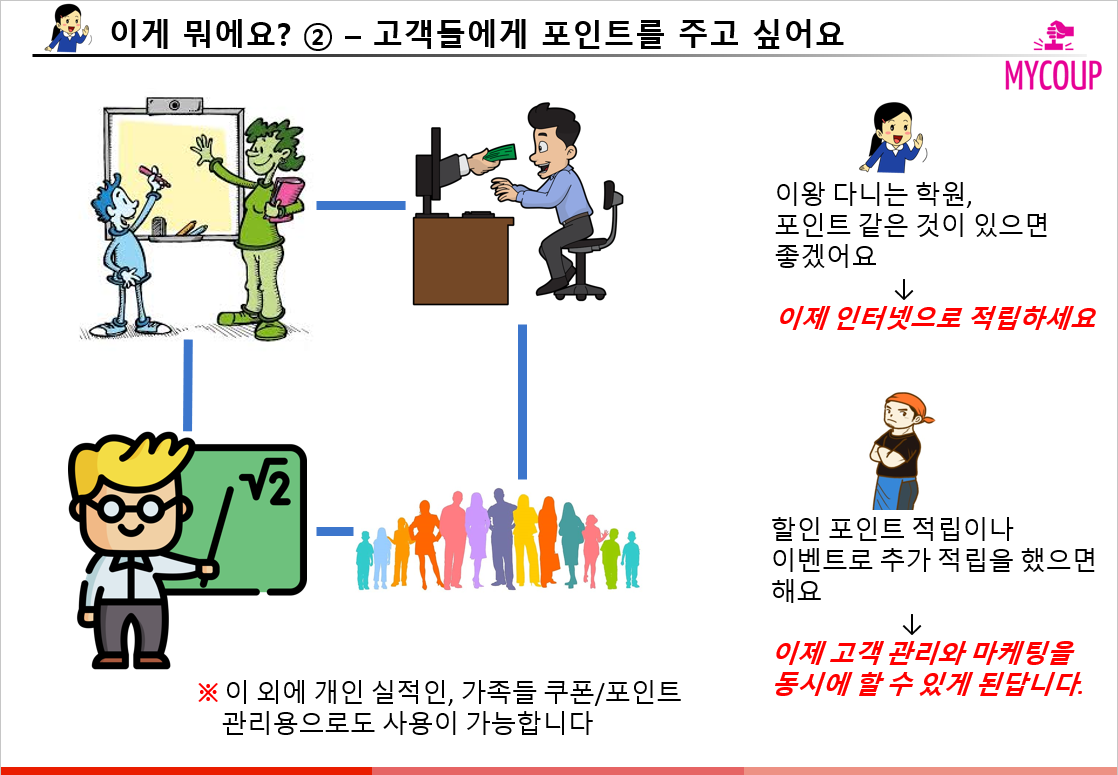 이게 뭐에요? ② – 고객들에게 포인트를 주고 싶어요
MYCOUP
이왕 다니는 학원,
포인트 같은 것이 있으면
좋겠어요
↓
이제 인터넷으로 적립하세요
√2
할인 포인트 적립이나
이벤트로 추가 적립을 했으면
해요
↓
이제 고객 관리와 마케팅을
동시에 할 수 있게 된답니다.
※ 이 외에 개인 실적인, 가족들 쿠폰/포인트
관리용으로도 사용이 가능합니다